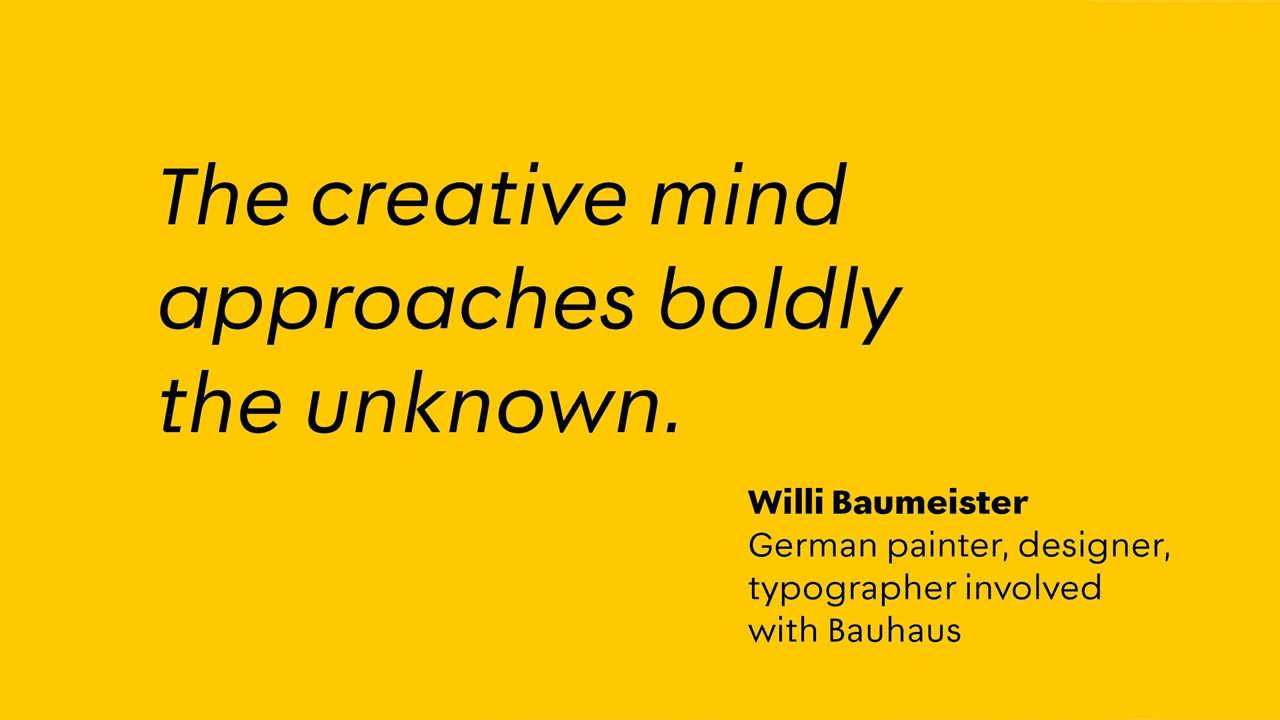 The creative mind
approaches boldly
the unknown.
Willi Baumeister
German painter, designer,
typographer involved
with Bauhaus